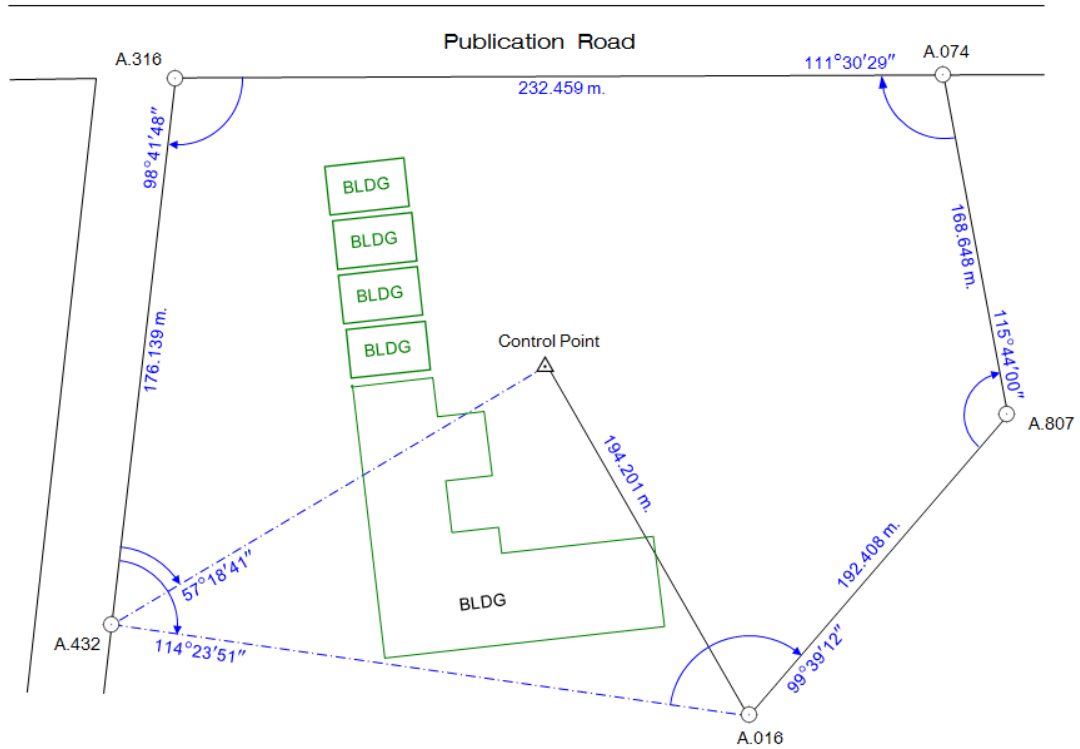 Publication Road
A.316
A.074
111°30′29″
232.459 m.
98°41′48″
BLDG
BLDG
BLDG
BLDG
168.648 m.
176.139 m.
Control Point
115°44′00″
A.807
194.201 m.
192.408 m.
57°18′41″
BLDG
A.432
114°23′51″
99°39′12″
A.016